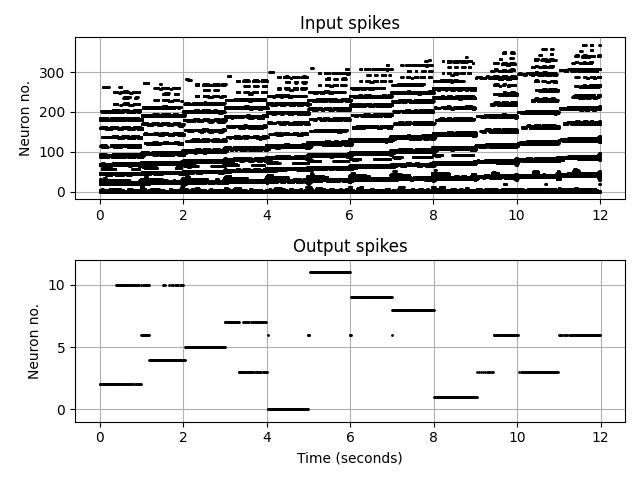 Input spikes
Neuron no.
300
200
100
0
0 2 4 6 8 10 12
Output spikes
Neuron no.
10
5
0
0 2 4 6 8 10 12
Time (seconds)